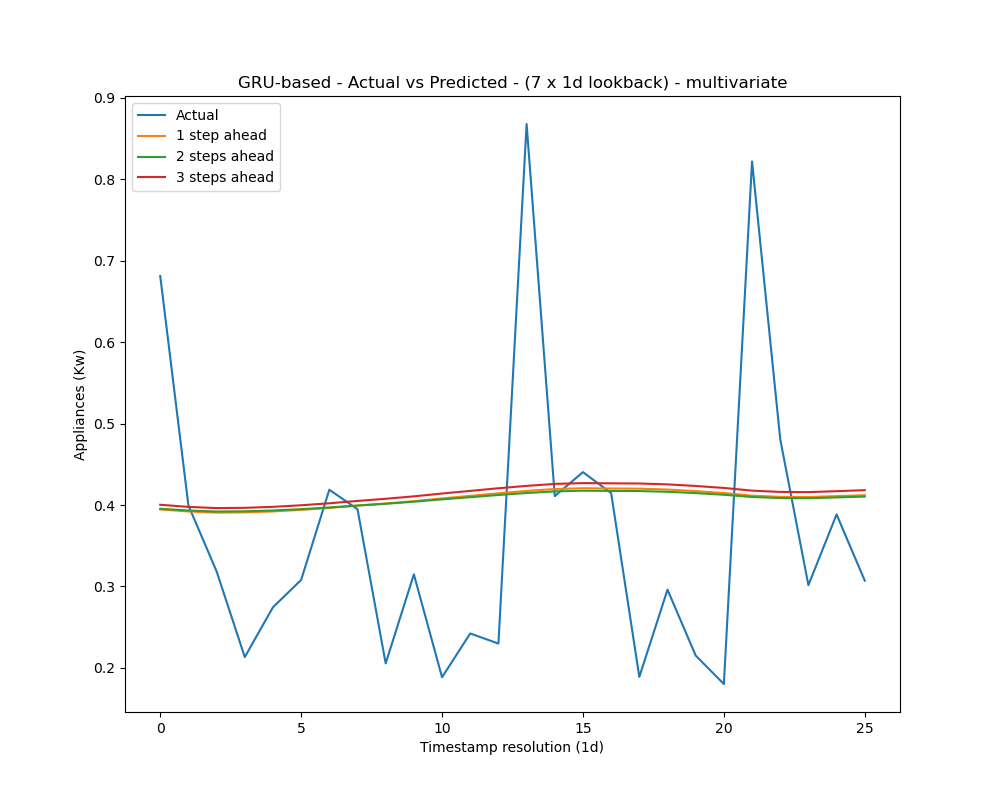 GRU-based - Actual vs Predicted - (7 x 1d lookback) - multivariate
Actual
1 step ahead
2 steps ahead
3 steps ahead
0.9
0.8
0.7
0.6
0.5
0.4
0.3
0.2
Appliances (Kw)
0 5 10 15 20 25
Timestamp resolution (1d)